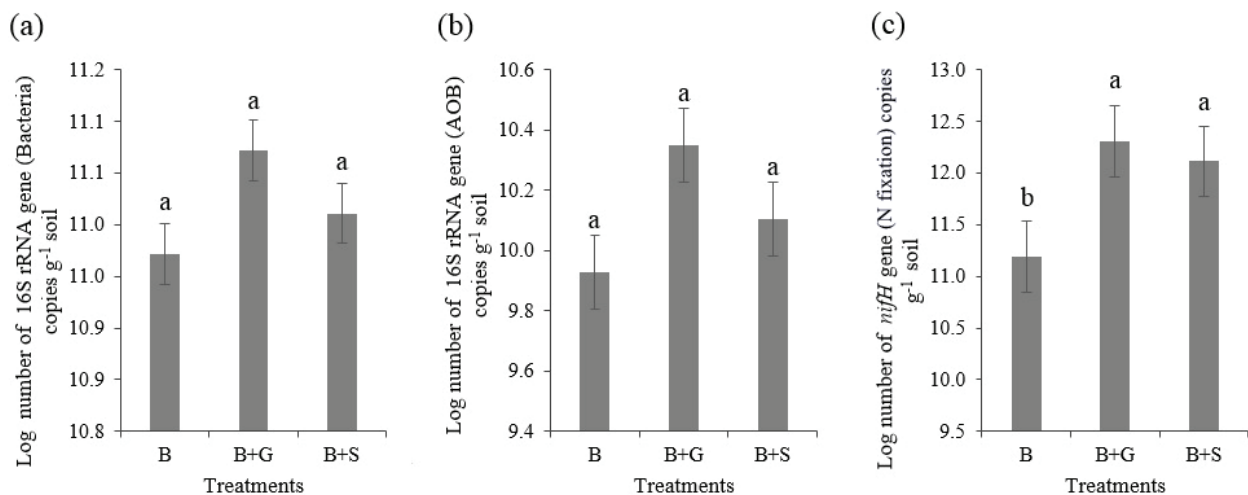 (a)
Log number of 16S rRNA gene (Bacteria)
copies g-1 soil
11.2
11.1
11.1
11.0
11.0
10.9
10.9
10.8
a
a
a
B
B+G
B+S
Treatments
(b)
Log number of 16S rRNA gene (AOB)
copies g-1 soil
10.6
10.4
10.2
10.0
9.8
9.6
9.4
a
a
a
B
B+G
B+S
Treatments
(c)
Log number of nifH gene (N fixation) copies
g-1 soil
13.0
12.5
12.0
11.5
11.0
10.5
10.0
9.5
b
a
a
B
B+G
B+S
Treatments